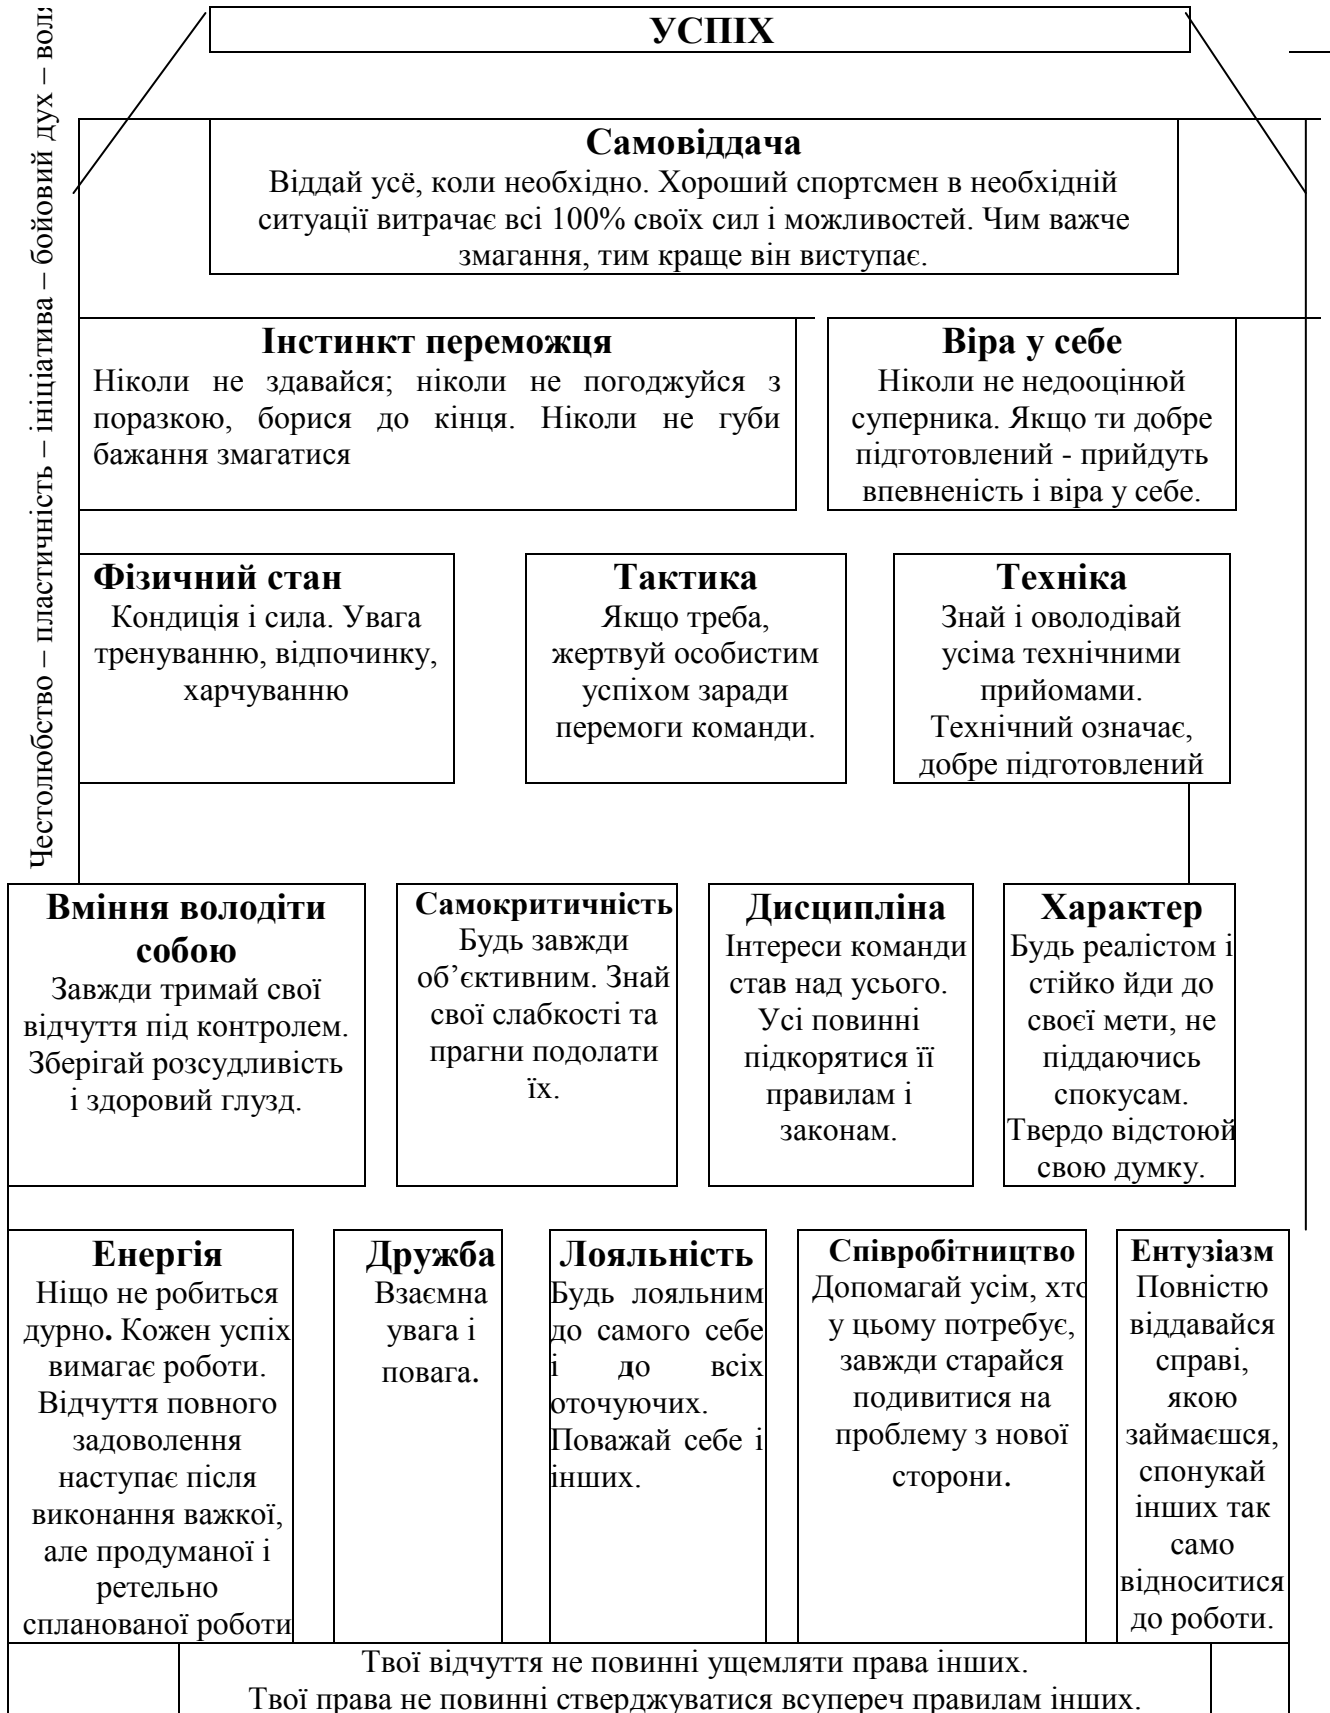 УСПІХ
Честолюбство – пластичність – ініціатива – бойовий дух –
Самовіддача
Віддай усё, коли необхідно. Хороший спортсмен в необхідній
ситуації витрачає всі 100% своїх сил і можливостей. Чим важче
змагання, тим краще він виступає.
Інстинкт переможця
Ніколи не здавайся; ніколи не погоджуйся з
поразкою, борися до кінця. Ніколи не губи
бажання змагатися
Віра у себе
Ніколи не недооцінюй
суперника. Якщо ти добре
підготовлений - прийдуть
впевненість і віра у себе.
Фізичний стан
Кондиція і сила. Увага
тренуванню, відпочинку,
харчуванню
Тактика
Якщо треба,
жертвуй особистим
успіхом заради
перемоги команди.
Техніка
Знай і оволодівай
усіма технічними
прийомами.
Технічний означає,
добре підготовлений
Вміння володіти
собою
Завжди тримай свої
відчуття під контролем.
Зберігай розсудливість
і здоровий глузд.
Самокритичність
Будь завжди
об’єктивним. Знай
свої слабкості та
прагни подолати
їх.
Дисципліна
Інтереси команди
став над усього.
Усі повинні
підкорятися її
правилам і
законам.
Характер
Будь реалістом і
стійко йди до
своєї мети, не
піддаючись
спокусам.
Твердо відстоюй
свою думку.
Енергія
Ніщо не робиться
дурно. Кожен успіх
вимагає роботи.
Відчуття повного
задоволення
наступає після
виконання важкої,
але продуманої і
ретельно
спланованої роботи
Дружба
Взаємна
увага і
повага.
Лояльність
Будь лояльним
до самого себе
і до всіх
оточуючих.
Поважай себе і
інших.
Співробітництво
Допомагай усім, хто
у цьому потребує,
завжди старайся
подивитися на
проблему з нової
сторони.
Ентузіазм
Повністю
віддавайся
справі,
якою
займаєшся,
спонукай
інших так
само
відноситися
до роботи.
Твої відчуття не повинні ущемляти права інших.
Твої права не повинні стверджуватися всупереч правилам інших.